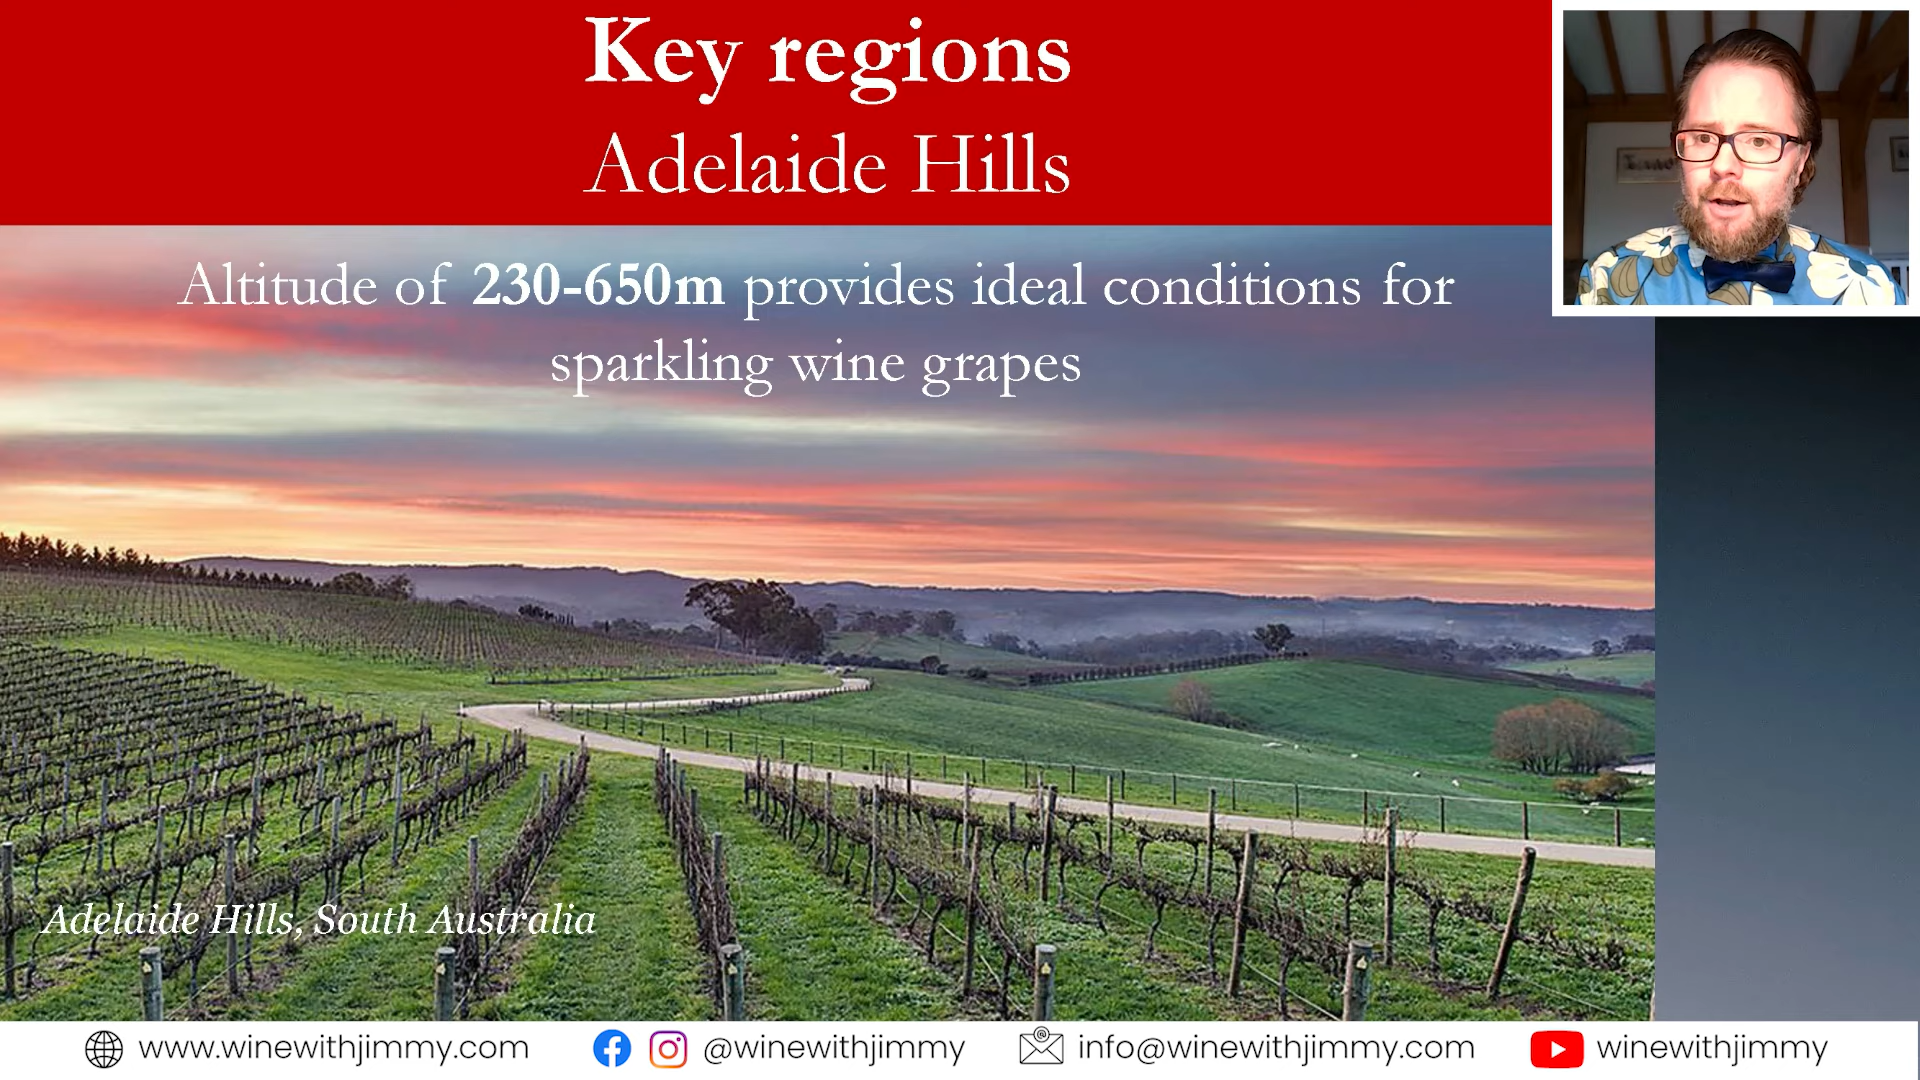 Key regions
Adelaide Hills
Altitude of 230-650m provides ideal conditions for
sparkling wine grapes
Adelaide Hills, South Australia
www.winewithjimmy.com @winewithjimmy info@winewithjimmy.com winewithjimmy